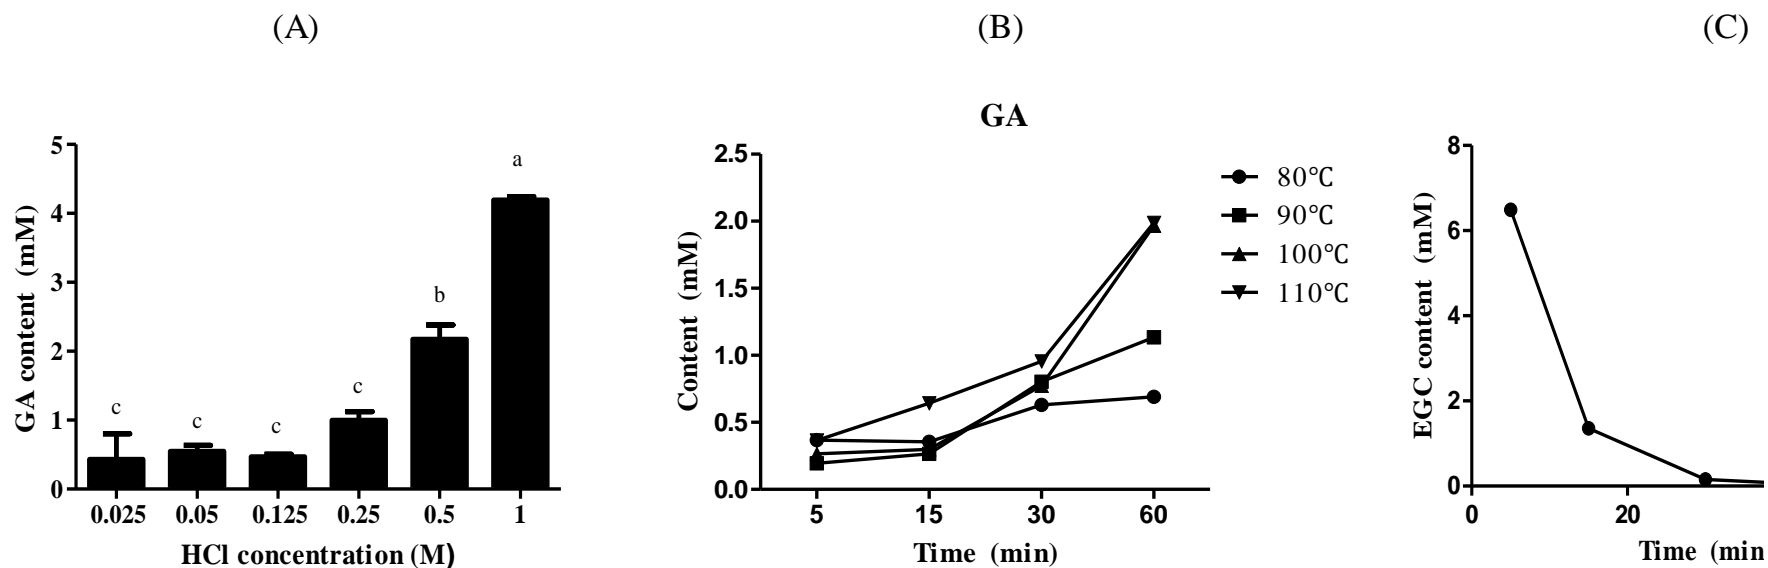 (A)
(B)
(C)
GA content (mM)
5
4
3
2
1
0
c
c
c
c
b
a
0.025 0.05 0.125 0.25 0.5 1
HCl concentration (M)
GA
Content (mM)
2.5
2.0
1.5
1.0
0.5
0.0
5 15 30 60
Time (min)
80℃
90℃
100℃
110℃
EGC content (mM)
8
6
4
2
0
0 20
Time (min